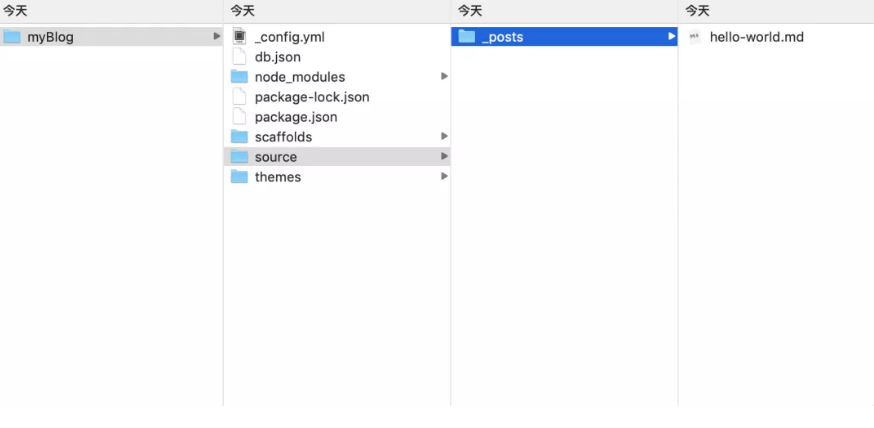 今天
myBlog
今天
_config.yml
db.json
node_modules
package-lock.json
package.json
scaffolds
source
themes
今天
_posts
今天
hello-world.md